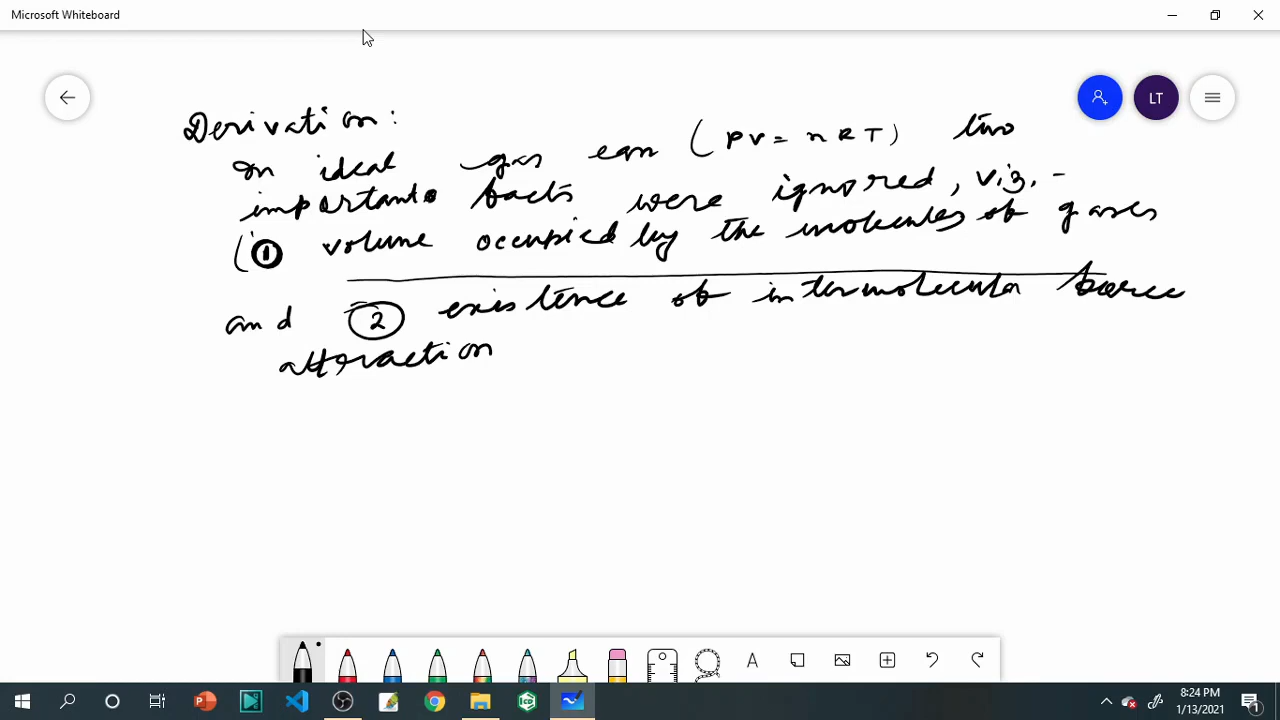 Microsoft Whiteboard
LT
Derivation:
In ideal gas eqn (PV = nRT) two
important facts were ignored, viz. -
(① volume occupied by the molecules of gases
and ② existence of intermolecular force
attraction
A
8:24 PM
1/13/2021